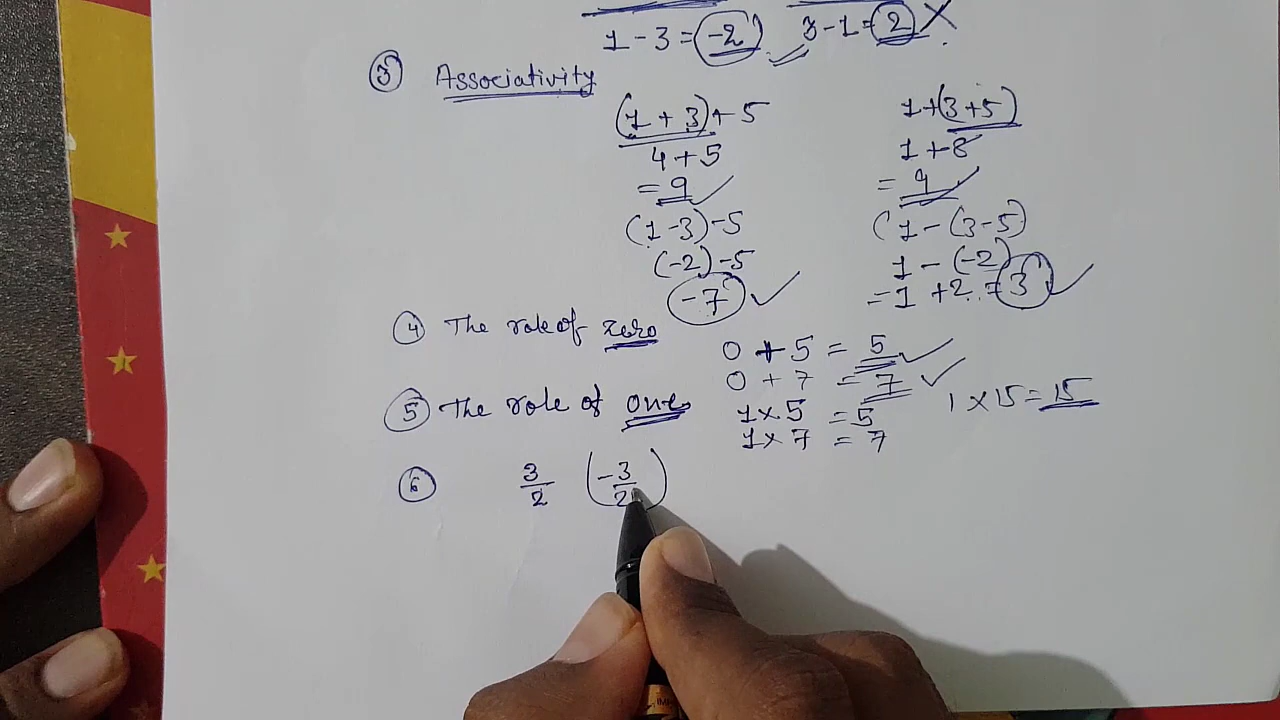 1 - 3 = -2 3 - 1 = 2 ×
③ Associativity
(1 + 3) + 5 1 + (3 + 5)
4 + 5 1 + 8
= 9 ✓ = 9 ✓
(1 - 3) - 5 ( 1 - (3 - 5)
(-2) - 5 1 - (-2)
-7 ✓ = 1 + 2 = 3 ✓
④ The role of zero 0 + 5 = 5 ✓
0 + 7 = 7 ✓
⑤ The role of one 1 × 5 = 5 1 × 15 = 15
1 × 7 = 7
⑥ 3/2 (-3/2)